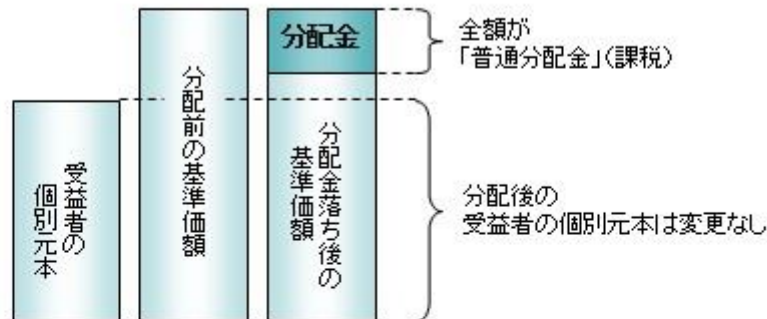 受益者の
個別元本
分配前の基準価額
分配金
分配金落ち後の
基準価額
全額が
「普通分配金」(課税)
分配後の
受益者の個別元本は変更なし